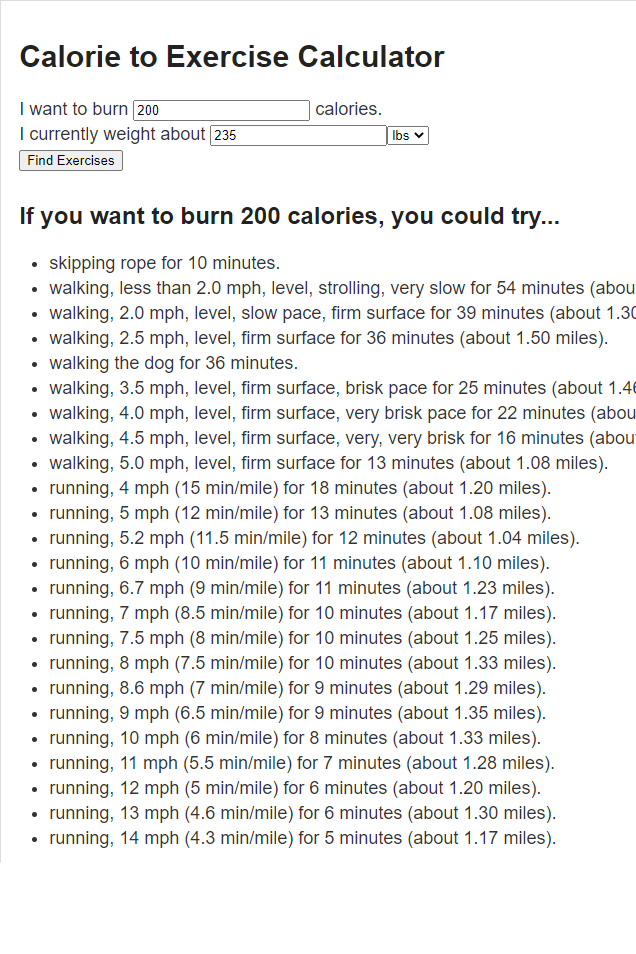 Calorie to Exercise Calculator
I want to burn 200 calories.
I currently weight about 235 lbs
Find Exercises
If you want to burn 200 calories, you could try...
• skipping rope for 10 minutes.
• walking, less than 2.0 mph, level, strolling, very slow for 54 minutes (abou
• walking, 2.0 mph, level, slow pace, firm surface for 39 minutes (about 1.30
• walking, 2.5 mph, level, firm surface for 36 minutes (about 1.50 miles).
• walking the dog for 36 minutes.
• walking, 3.5 mph, level, firm surface, brisk pace for 25 minutes (about 1.46
• walking, 4.0 mph, level, firm surface, very brisk pace for 22 minutes (abou
• walking, 4.5 mph, level, firm surface, very, very brisk for 16 minutes (abou
• walking, 5.0 mph, level, firm surface for 13 minutes (about 1.08 miles).
• running, 4 mph (15 min/mile) for 18 minutes (about 1.20 miles).
• running, 5 mph (12 min/mile) for 13 minutes (about 1.08 miles).
• running, 5.2 mph (11.5 min/mile) for 12 minutes (about 1.04 miles).
• running, 6 mph (10 min/mile) for 11 minutes (about 1.10 miles).
• running, 6.7 mph (9 min/mile) for 11 minutes (about 1.23 miles).
• running, 7 mph (8.5 min/mile) for 10 minutes (about 1.17 miles).
• running, 7.5 mph (8 min/mile) for 10 minutes (about 1.25 miles).
• running, 8 mph (7.5 min/mile) for 10 minutes (about 1.33 miles).
• running, 8.6 mph (7 min/mile) for 9 minutes (about 1.29 miles).
• running, 9 mph (6.5 min/mile) for 9 minutes (about 1.35 miles).
• running, 10 mph (6 min/mile) for 8 minutes (about 1.33 miles).
• running, 11 mph (5.5 min/mile) for 7 minutes (about 1.28 miles).
• running, 12 mph (5 min/mile) for 6 minutes (about 1.20 miles).
• running, 13 mph (4.6 min/mile) for 6 minutes (about 1.30 miles).
• running, 14 mph (4.3 min/mile) for 5 minutes (about 1.17 miles).